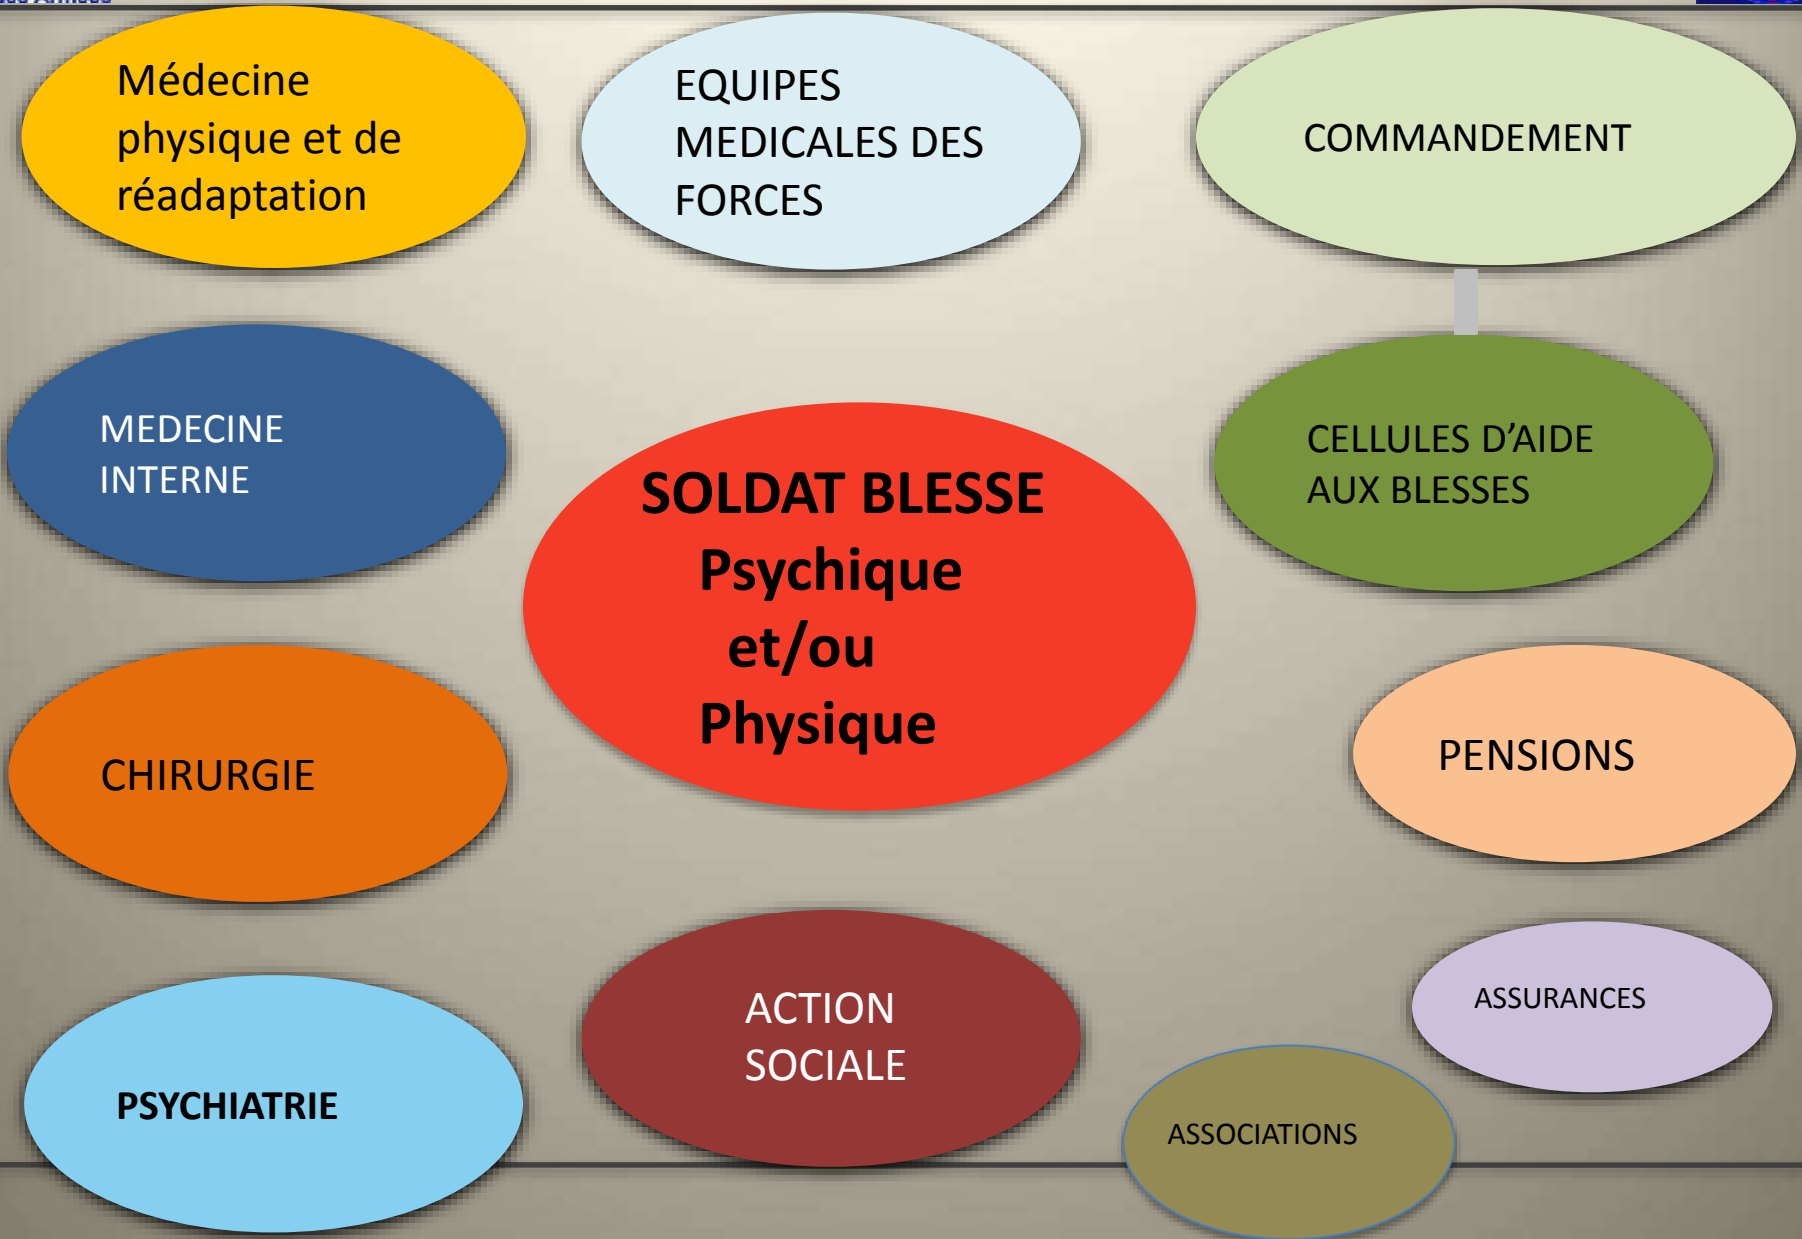 Médecine
physique et de
réadaptation
EQUIPES
MEDICALES DES
FORCES
COMMANDEMENT
MEDECINE
INTERNE
SOLDAT BLESSE
Psychique
et/ou
Physique
CELLULES D’AIDE
AUX BLESSES
CHIRURGIE
PENSIONS
ACTION
SOCIALE
ASSURANCES
PSYCHIATRIE
ASSOCIATIONS